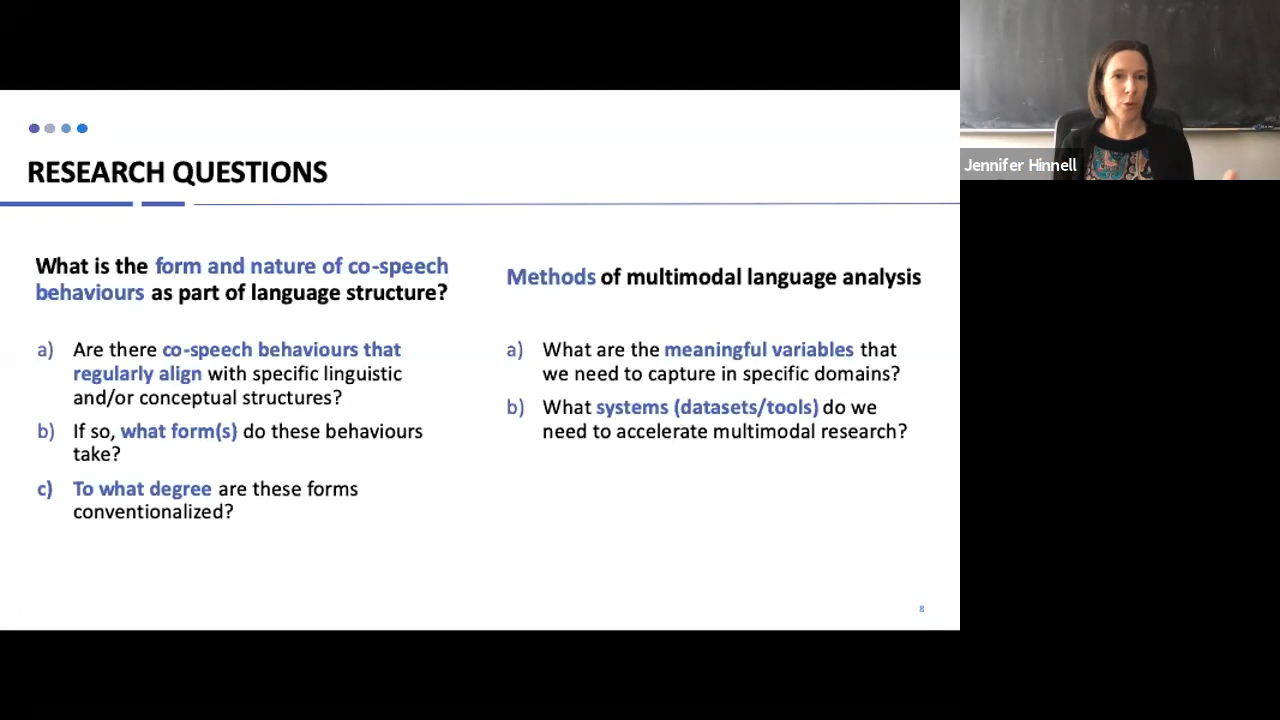 RESEARCH QUESTIONS
What is the form and nature of co-speech
behaviours as part of language structure?
a) Are there co-speech behaviours that
regularly align with specific linguistic
and/or conceptual structures?
b) If so, what form(s) do these behaviours
take?
c) To what degree are these forms
conventionalized?
Methods of multimodal language analysis
a) What are the meaningful variables that
we need to capture in specific domains?
b) What systems (datasets/tools) do we
need to accelerate multimodal research?
8
Jennifer Hinnell